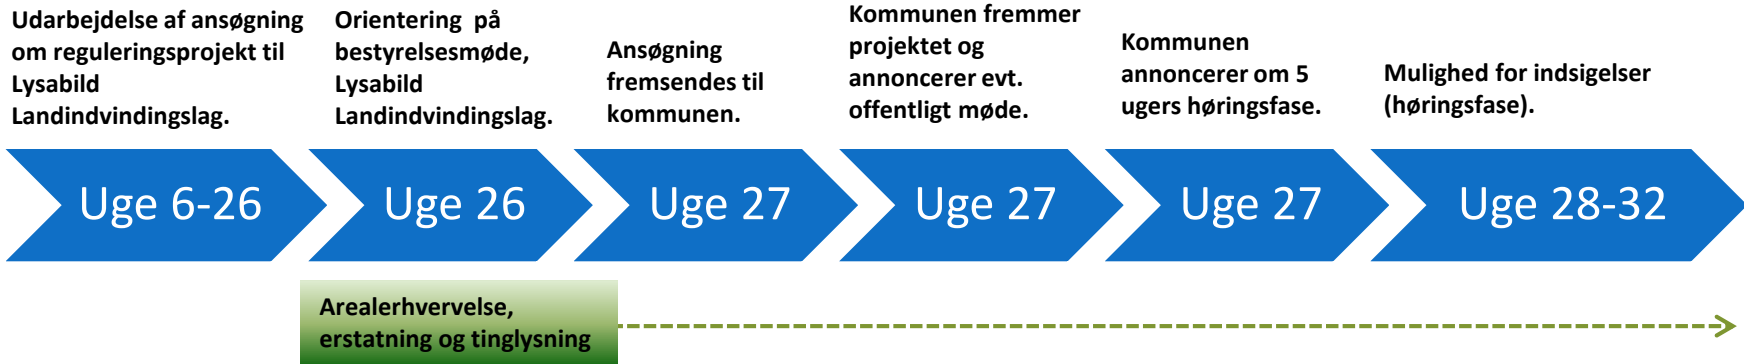 Udarbejdelse af ansøgning
om reguleringsprojekt til
Lysabild
Landindvindingslag.
Orientering på
bestyrelsesmøde,
Lysabild
Landindvindingslag.
Ansøgning
fremsendes til
kommunen.
Kommunen fremmer
projektet og
annoncerer evt.
offentligt møde.
Kommunen
annoncerer om 5
ugers høringsfase.
Mulighed for indsigelser
(høringsfase).
Uge 6-26
Uge 26
Uge 27
Uge 27
Uge 27
Uge 28-32
Arealerhvervelse,
erstatning og tinglysning